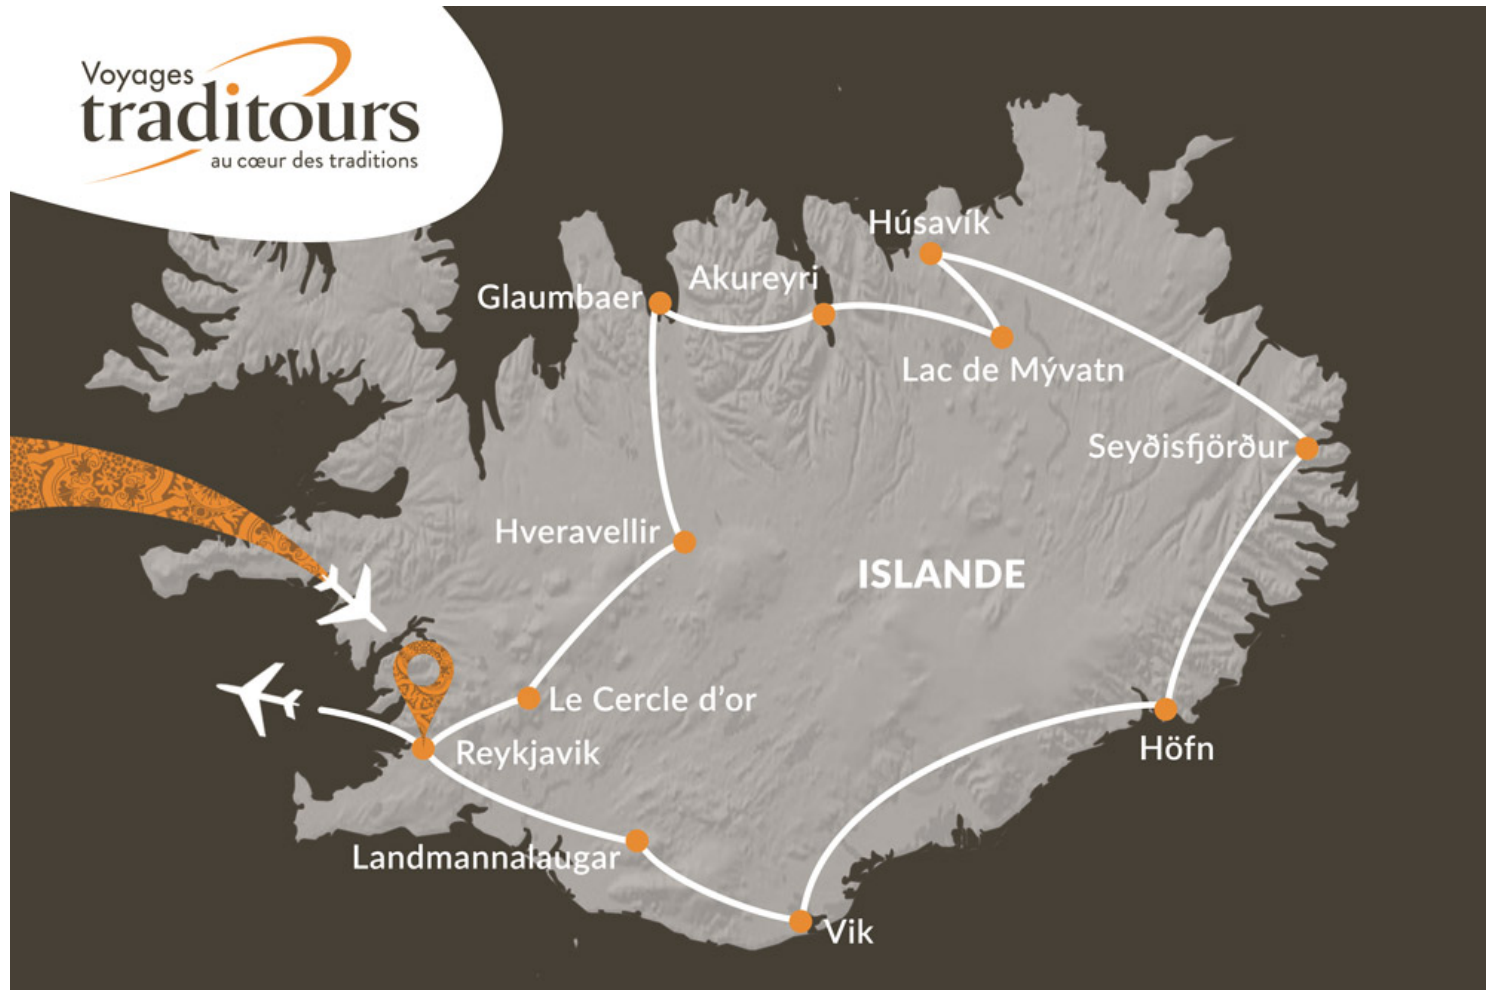 Voyages
traditours
au cœur des traditions
Húsavík
Akureyri
Glaumbaer
Lac de Mývatn
Seyðisfjörður
Hveravellir
ISLANDE
Le Cercle d'or
Reykjavik
Höfn
Landmannalaugar
Vik